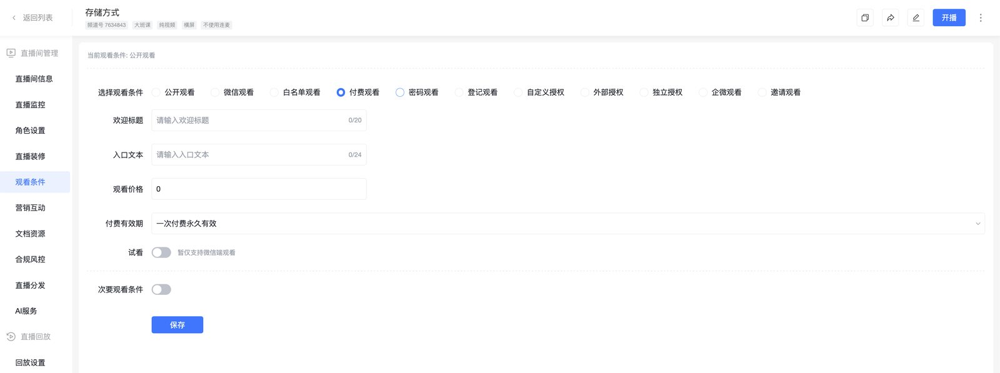 返回列表
存储方式
频道号 7634843 大班课 纯视频 横屏 不使用连麦
开播
直播间管理
直播间信息
直播监控
角色设置
直播装修
观看条件
营销互动
文档资源
合规风控
直播分发
AI服务
直播回放
回放设置
当前观看条件: 公开观看
选择观看条件 公开观看 微信观看 白名单观看 付费观看 密码观看 登记观看 自定义授权 外部授权 独立授权 企微观看 邀请观看
欢迎标题 请输入欢迎标题 0/20
入口文本 请输入入口文本 0/24
观看价格 0
付费有效期 一次付费永久有效
试看 暂仅支持微信端观看
次要观看条件
保存